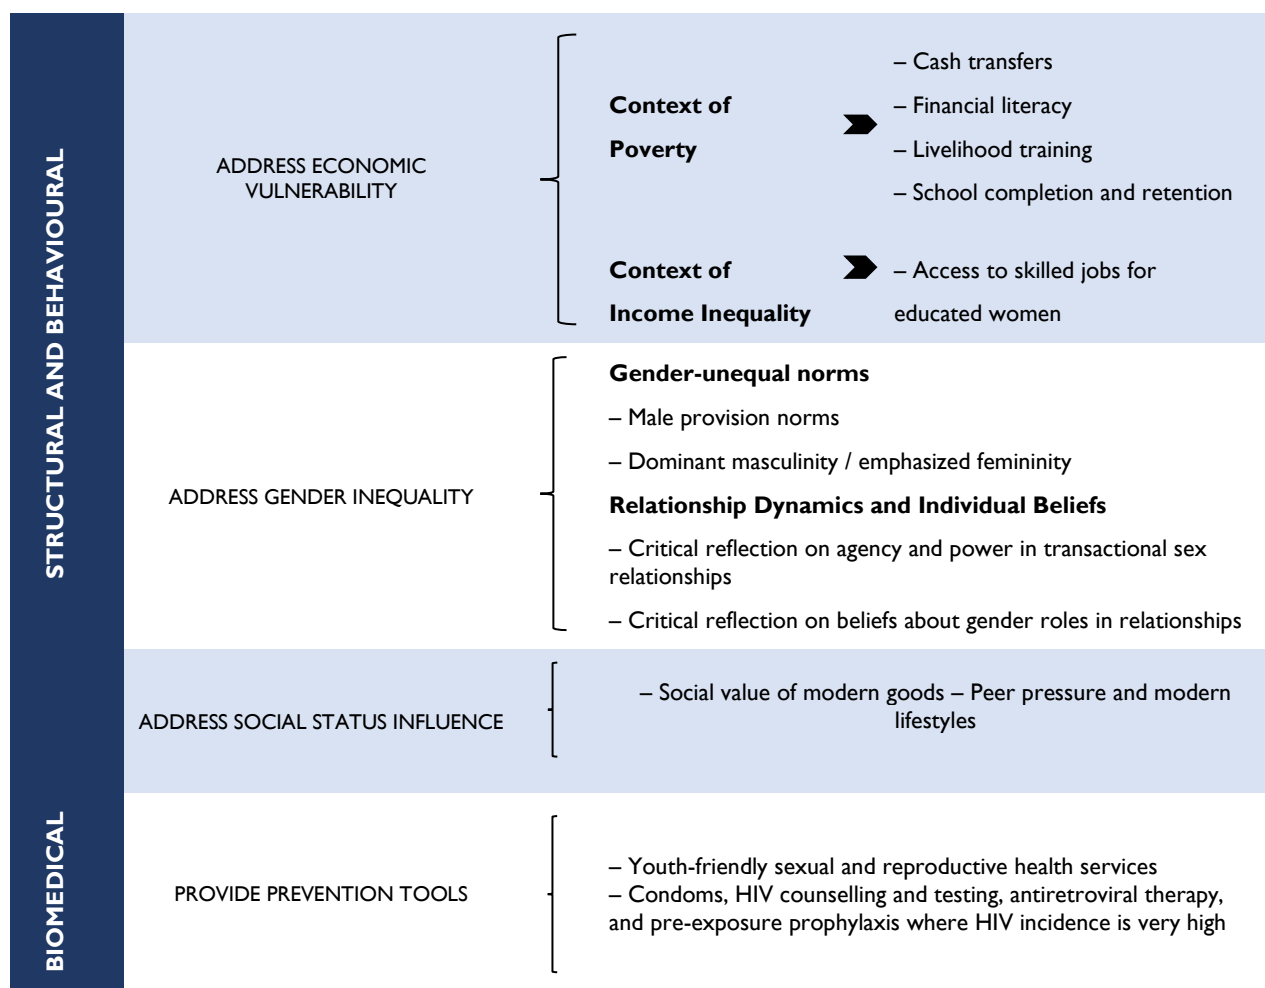 STRUCTURAL AND BEHAVIOURAL
ADDRESS ECONOMIC
VULNERABILITY
Context of
Poverty
– Cash transfers
– Financial literacy
– Livelihood training
– School completion and retention
Context of
Income Inequality
– Access to skilled jobs for
educated women
ADDRESS GENDER INEQUALITY
Gender-unequal norms
– Male provision norms
– Dominant masculinity / emphasized femininity
Relationship Dynamics and Individual Beliefs
– Critical reflection on agency and power in transactional sex
relationships
– Critical reflection on beliefs about gender roles in relationships
ADDRESS SOCIAL STATUS INFLUENCE
– Social value of modern goods – Peer pressure and modern
lifestyles
BIOMEDICAL
PROVIDE PREVENTION TOOLS
– Youth-friendly sexual and reproductive health services
– Condoms, HIV counselling and testing, antiretroviral therapy,
and pre-exposure prophylaxis where HIV incidence is very high